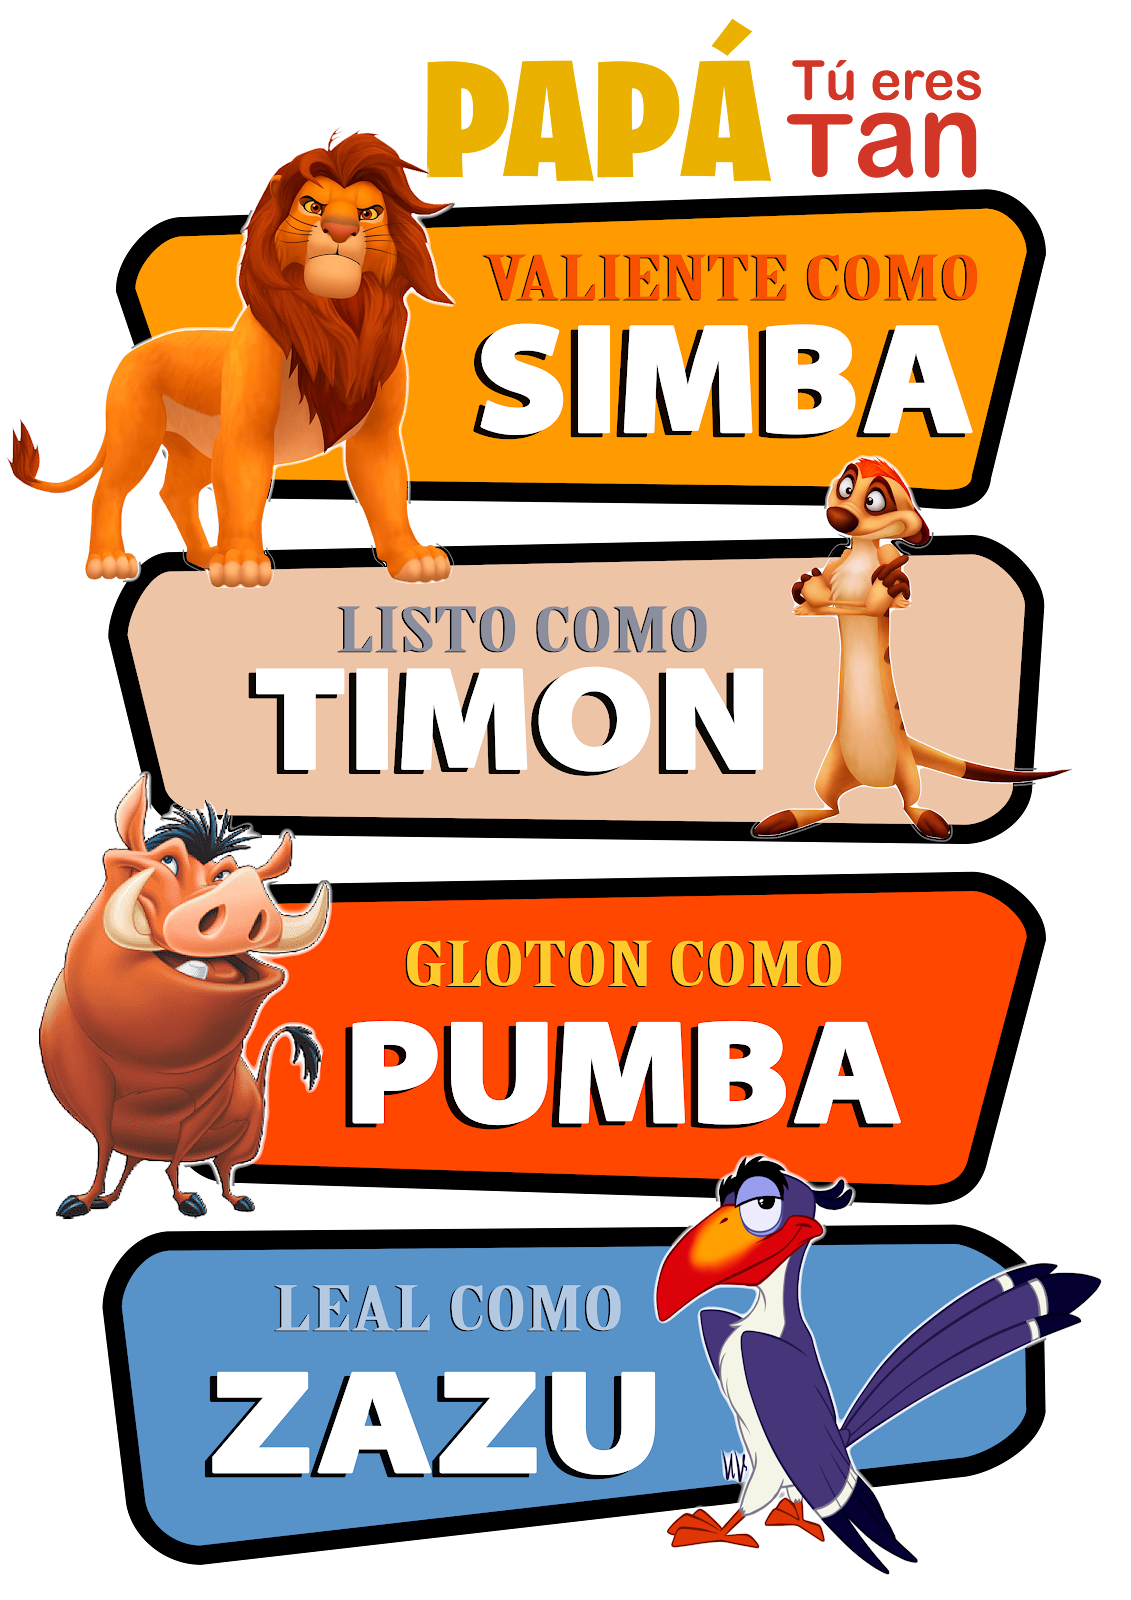 PAPÁ Tú eres
Tan
VALIENTE COMO
SIMBA
LISTO COMO
TIMON
GLOTON COMO
PUMBA
LEAL COMO
ZAZU